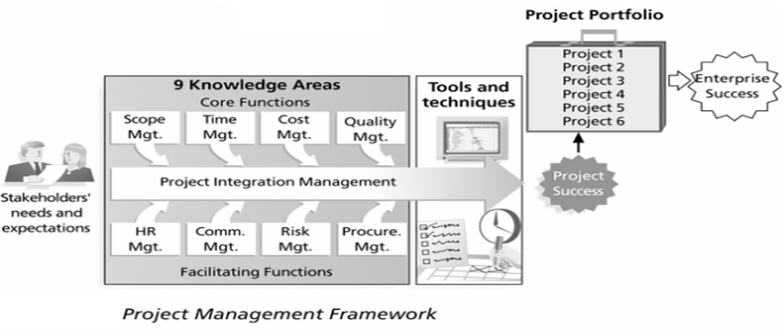 Project Portfolio
Project 1
Project 2
Project 3
Project 4
Project 5
Project 6
Enterprise
Success
9 Knowledge Areas
Core Functions
Scope
Mgt.
Time
Mgt.
Cost
Mgt.
Quality
Mgt.
Tools and
techniques
Project Integration Management
Project
Success
Stakeholders'
needs and
expectations
HR
Mgt.
Comm.
Mgt.
Risk
Mgt.
Procure.
Mgt.
Facilitating Functions
Project Management Framework